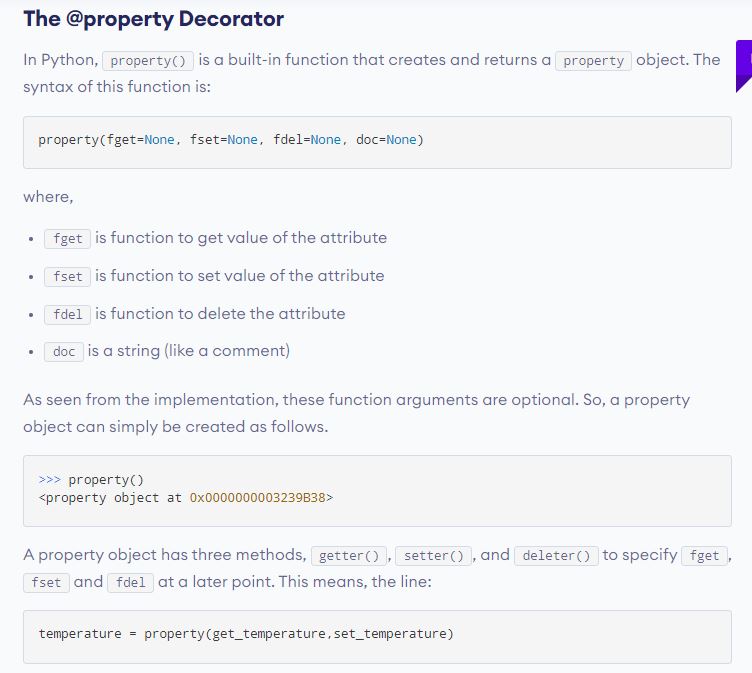 The @property Decorator
In Python, property() is a built-in function that creates and returns a property object. The
syntax of this function is:
property(fget=None, fset=None, fdel=None, doc=None)
where,
• fget is function to get value of the attribute
• fset is function to set value of the attribute
• fdel is function to delete the attribute
• doc is a string (like a comment)
As seen from the implementation, these function arguments are optional. So, a property
object can simply be created as follows.
>>> property()
<property object at 0x0000000003239B38>
A property object has three methods, getter(), setter(), and deleter() to specify fget,
fset and fdel at a later point. This means, the line:
temperature = property(get_temperature,set_temperature)